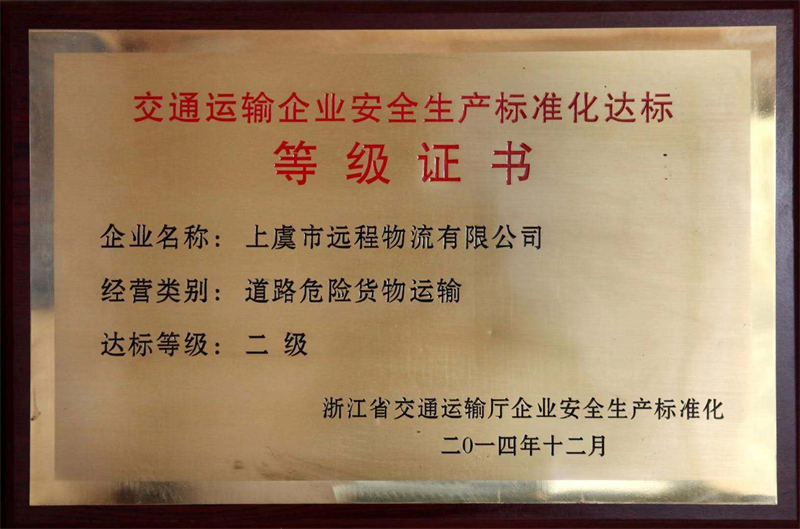 交通运输企业安全生产标准化达标
等级证书
企业名称：上虞市远程物流有限公司
经营类别：道路危险货物运输
达标等级：二 级
浙江省交通运输厅企业安全生产标准化
二0一四年十二月